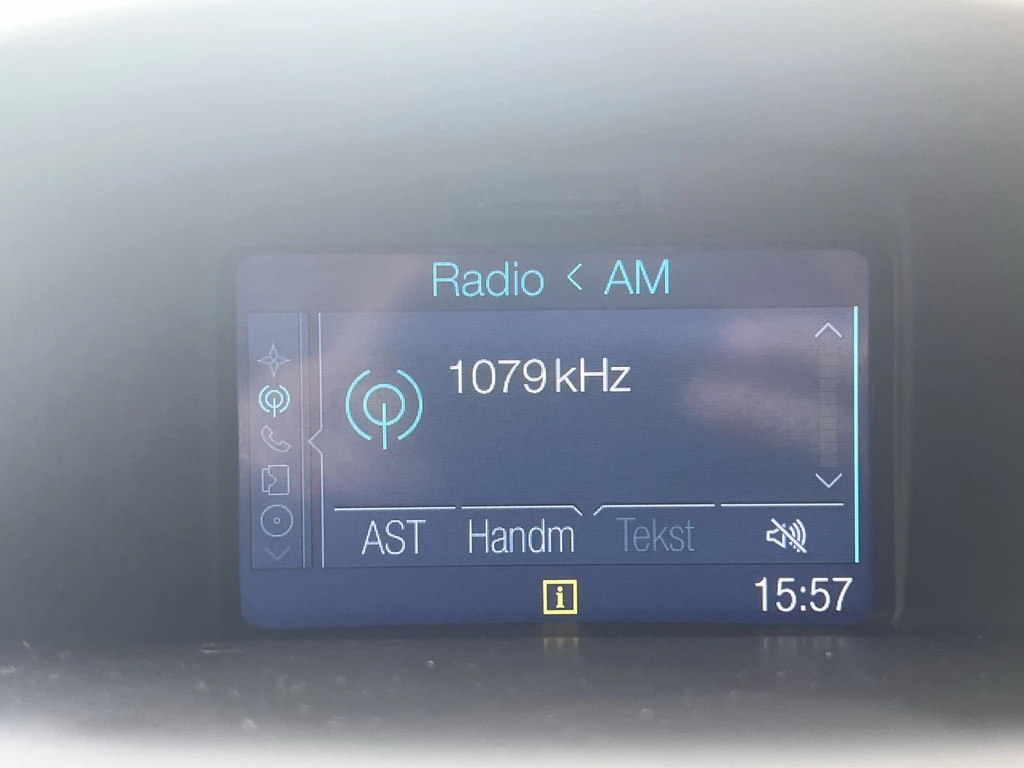 Radio < AM
1079 kHz
AST Handm Tekst
i 15:57